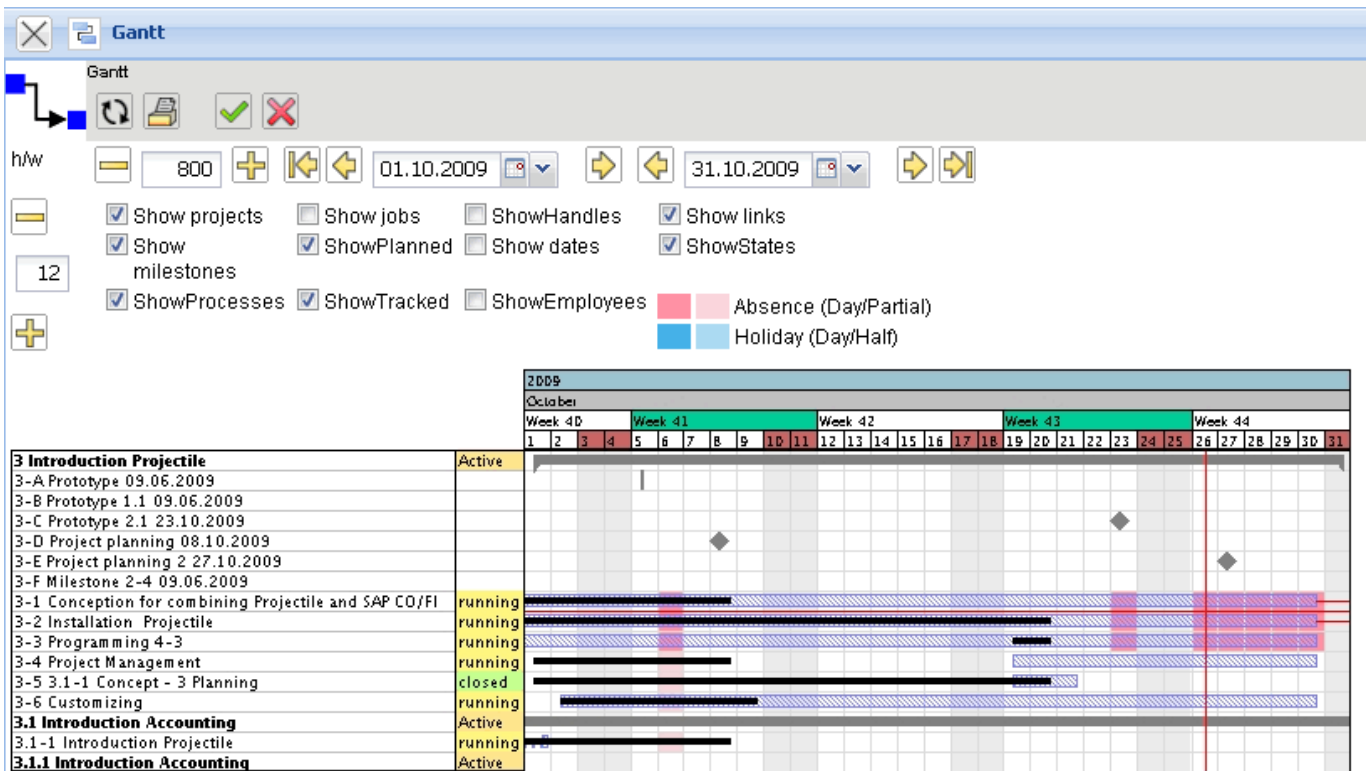 Gantt
Gantt
h/w 800 01.10.2009 31.10.2009
Show projects Show jobs ShowHandles Show links
Show milestones ShowPlanned Show dates ShowStates
12
ShowProcesses ShowTracked ShowEmployees
Absence (Day/Partial)
Holiday (Day/Half)
2009
October
Week 40 Week 41 Week 42 Week 43 Week 44
1 2 3 4 5 6 7 8 9 10 11 12 13 14 15 16 17 18 19 20 21 22 23 24 25 26 27 28 29 30 31
3 Introduction Projectile Active
3-A Prototype 09.06.2009
3-B Prototype 1.1 09.06.2009
3-C Prototype 2.1 23.10.2009
3-D Project planning 08.10.2009
3-E Project planning 2 27.10.2009
3-F Milestone 2-4 09.06.2009
3-1 Conception for combining Projectile and SAP CO/FI running
3-2 Installation Projectile running
3-3 Programming 4-3 running
3-4 Project Management running
3-5 3.1-1 Concept - 3 Planning closed
3-6 Customizing running
3.1 Introduction Accounting Active
3.1-1 Introduction Projectile running
3.1.1 Introduction Accounting Active